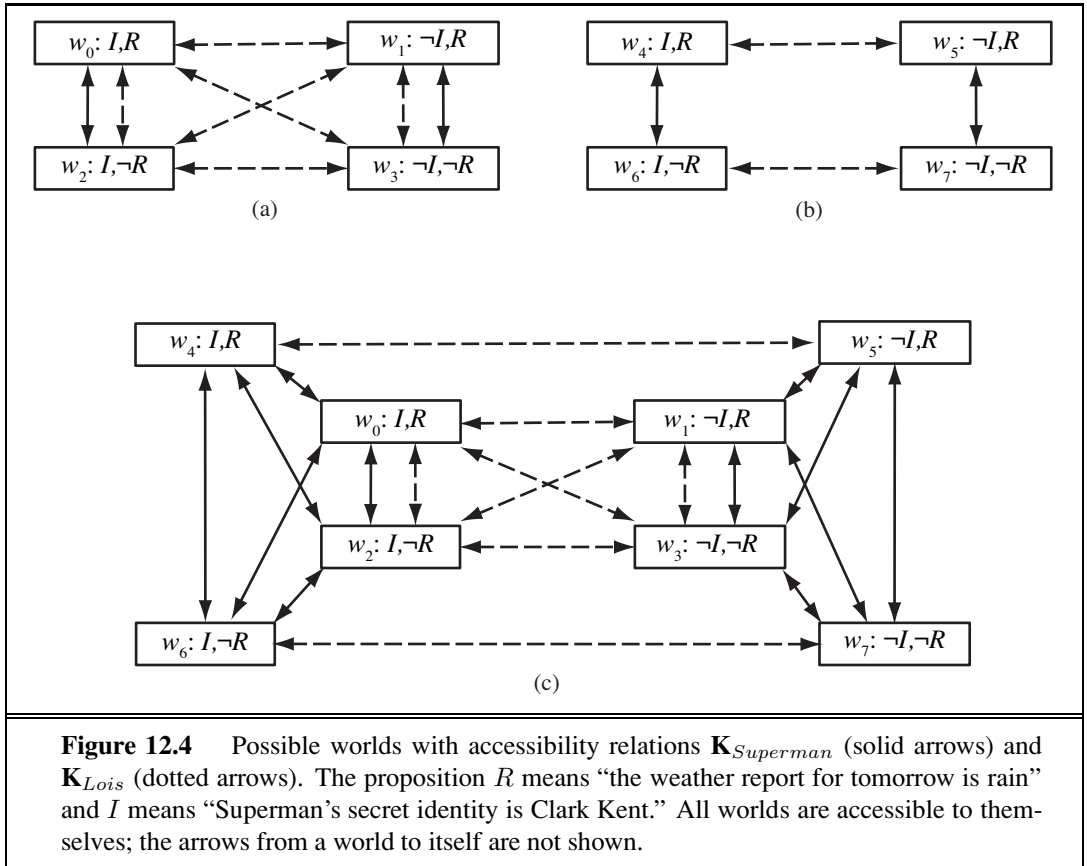 w₀: I,R
w₁: ¬I,R
w₂: I,¬R
w₃: ¬I,¬R
(a)
w₄: I,R
w₅: ¬I,R
w₆: I,¬R
w₇: ¬I,¬R
(b)
w₄: I,R
w₅: ¬I,R
w₀: I,R
w₁: ¬I,R
w₂: I,¬R
w₃: ¬I,¬R
w₆: I,¬R
w₇: ¬I,¬R
(c)
Figure 12.4 Possible worlds with accessibility relations K_Superman (solid arrows) and
K_Lois (dotted arrows). The proposition R means “the weather report for tomorrow is rain”
and I means “Superman’s secret identity is Clark Kent.” All worlds are accessible to them-
selves; the arrows from a world to itself are not shown.